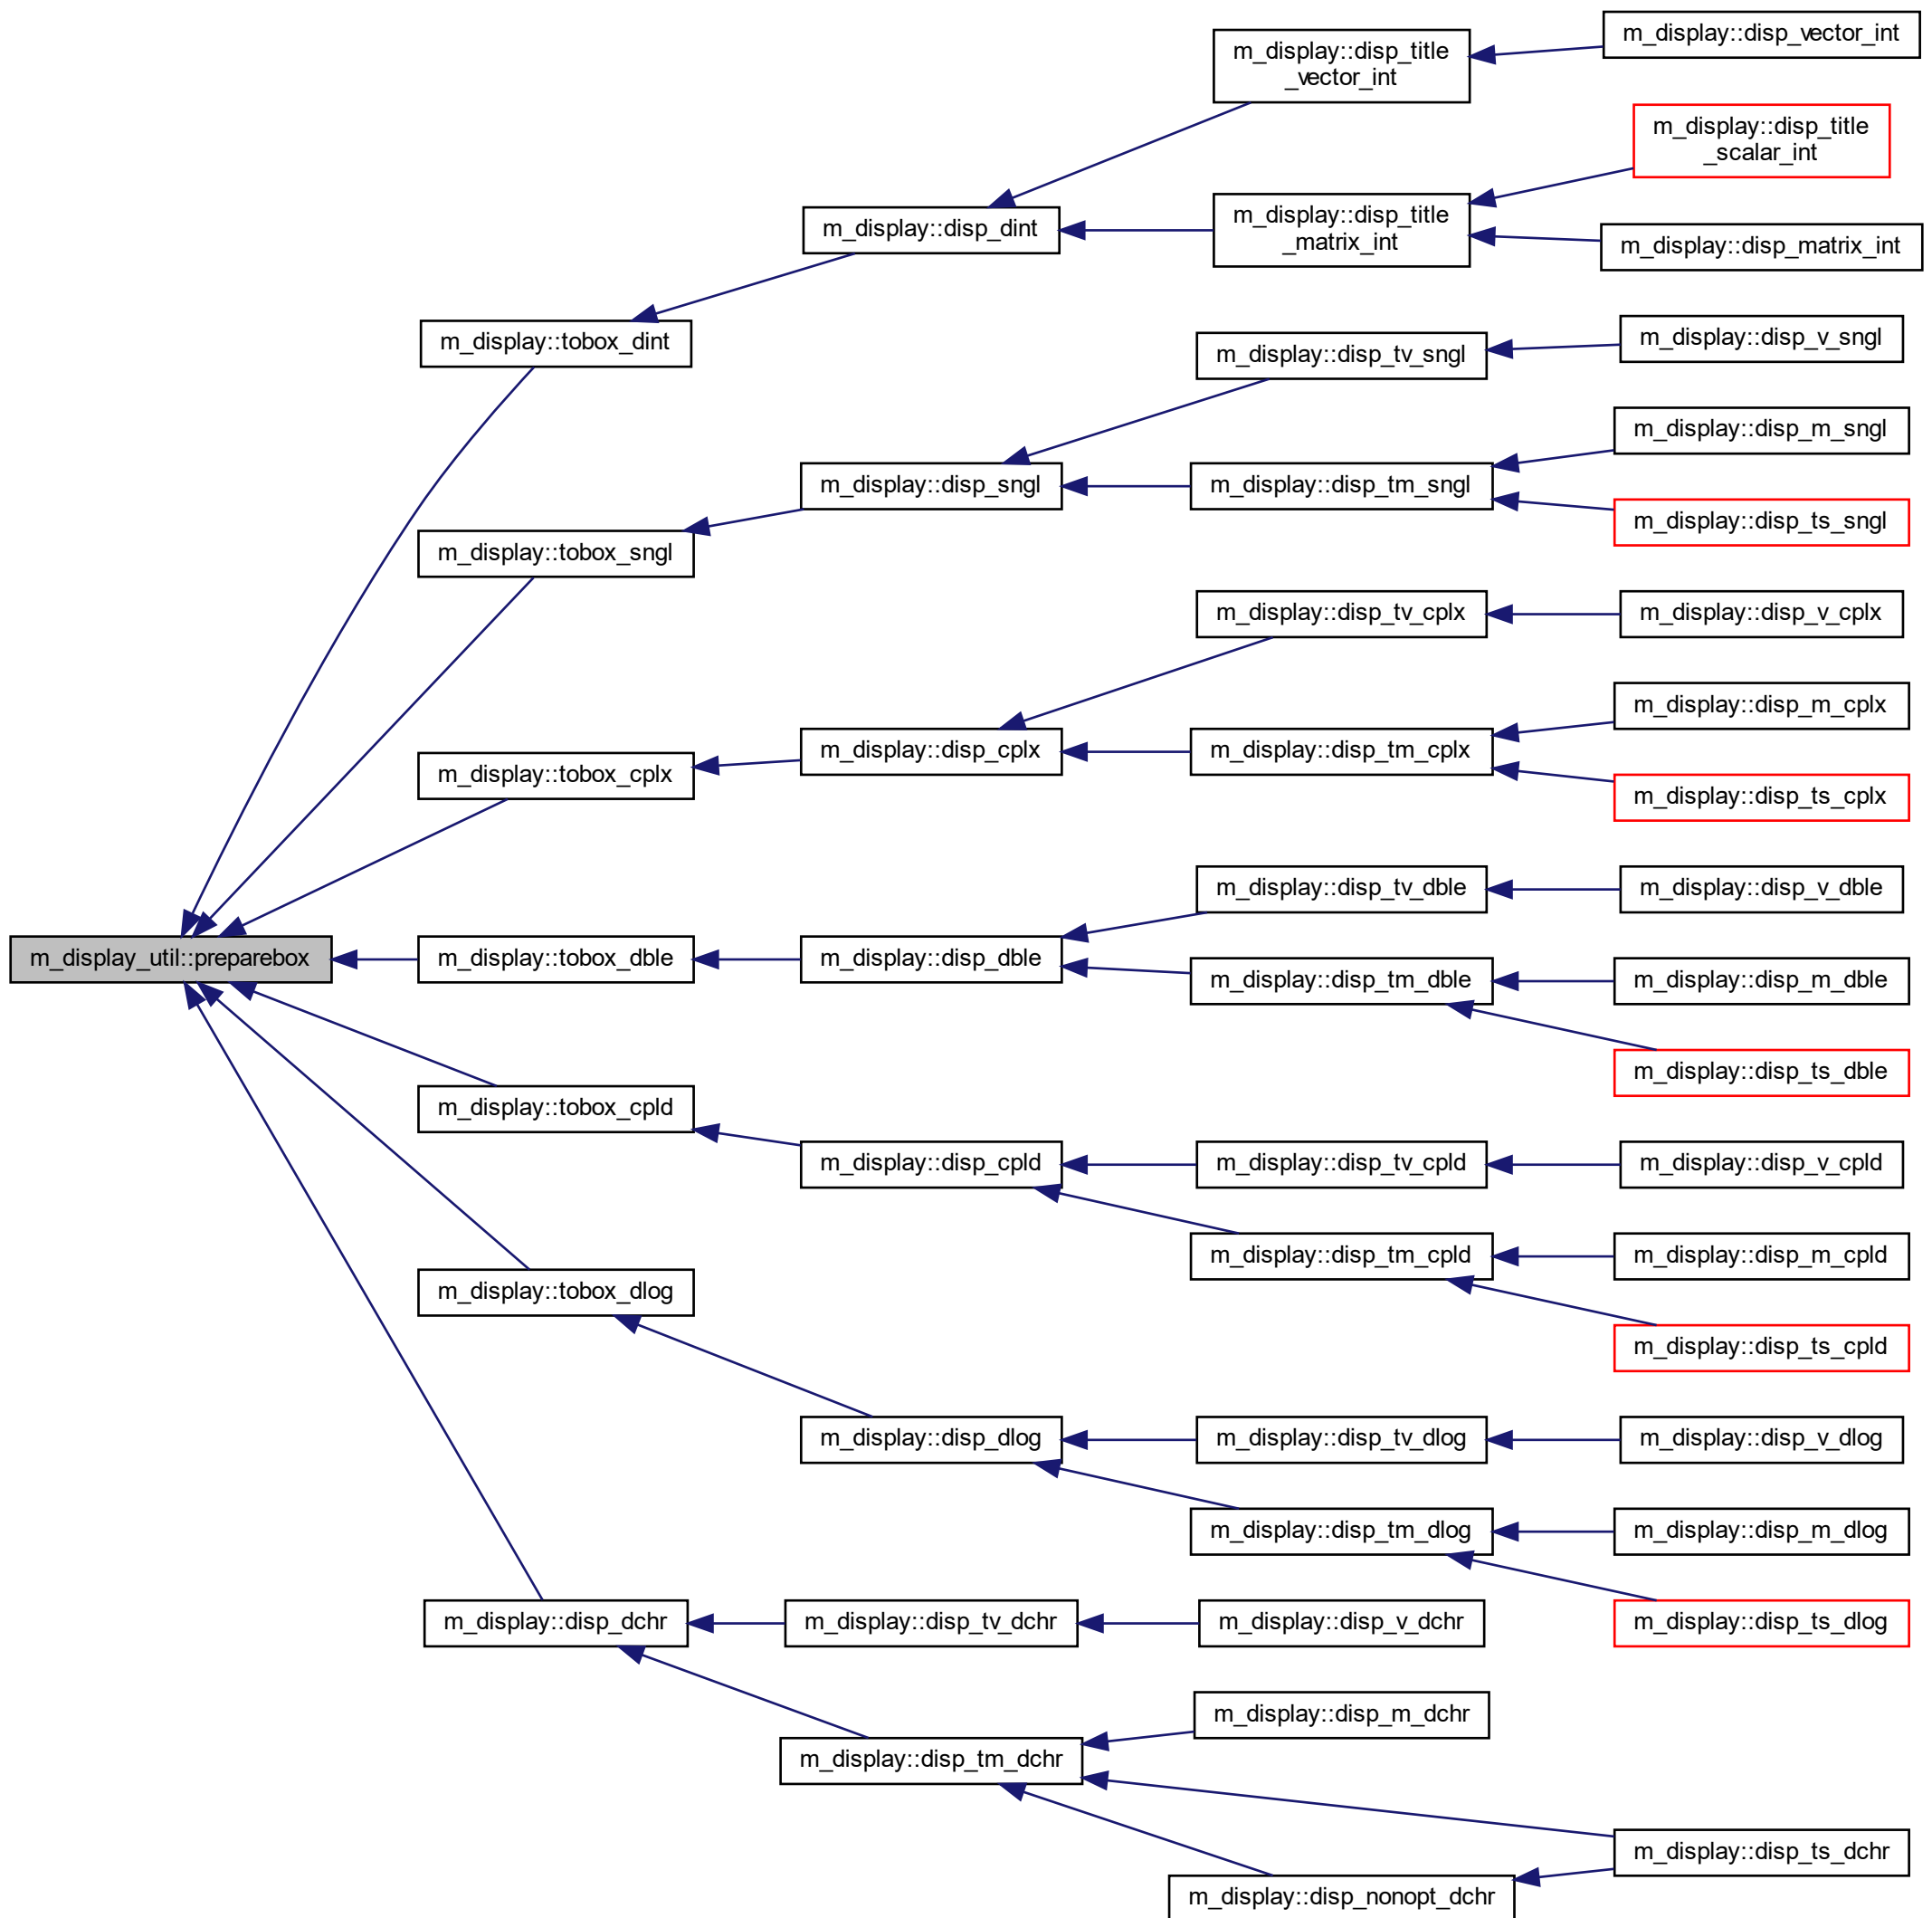 m_display::disp_vector_int
m_display::disp_title
_vector_int
m_display::disp_title
_scalar_int
m_display::disp_dint
m_display::disp_title
_matrix_int
m_display::disp_matrix_int
m_display::tobox_dint
m_display::disp_tv_sngl
m_display::disp_v_sngl
m_display::disp_m_sngl
m_display::disp_sngl
m_display::disp_tm_sngl
m_display::disp_ts_sngl
m_display::tobox_sngl
m_display::disp_tv_cplx
m_display::disp_v_cplx
m_display::disp_m_cplx
m_display::tobox_cplx
m_display::disp_cplx
m_display::disp_tm_cplx
m_display::disp_ts_cplx
m_display::disp_tv_dble
m_display::disp_v_dble
m_display_util::preparebox
m_display::tobox_dble
m_display::disp_dble
m_display::disp_tm_dble
m_display::disp_m_dble
m_display::disp_ts_dble
m_display::tobox_cpld
m_display::disp_cpld
m_display::disp_tv_cpld
m_display::disp_v_cpld
m_display::disp_tm_cpld
m_display::disp_m_cpld
m_display::tobox_dlog
m_display::disp_ts_cpld
m_display::disp_dlog
m_display::disp_tv_dlog
m_display::disp_v_dlog
m_display::disp_tm_dlog
m_display::disp_m_dlog
m_display::disp_dchr
m_display::disp_tv_dchr
m_display::disp_v_dchr
m_display::disp_ts_dlog
m_display::disp_m_dchr
m_display::disp_tm_dchr
m_display::disp_ts_dchr
m_display::disp_nonopt_dchr